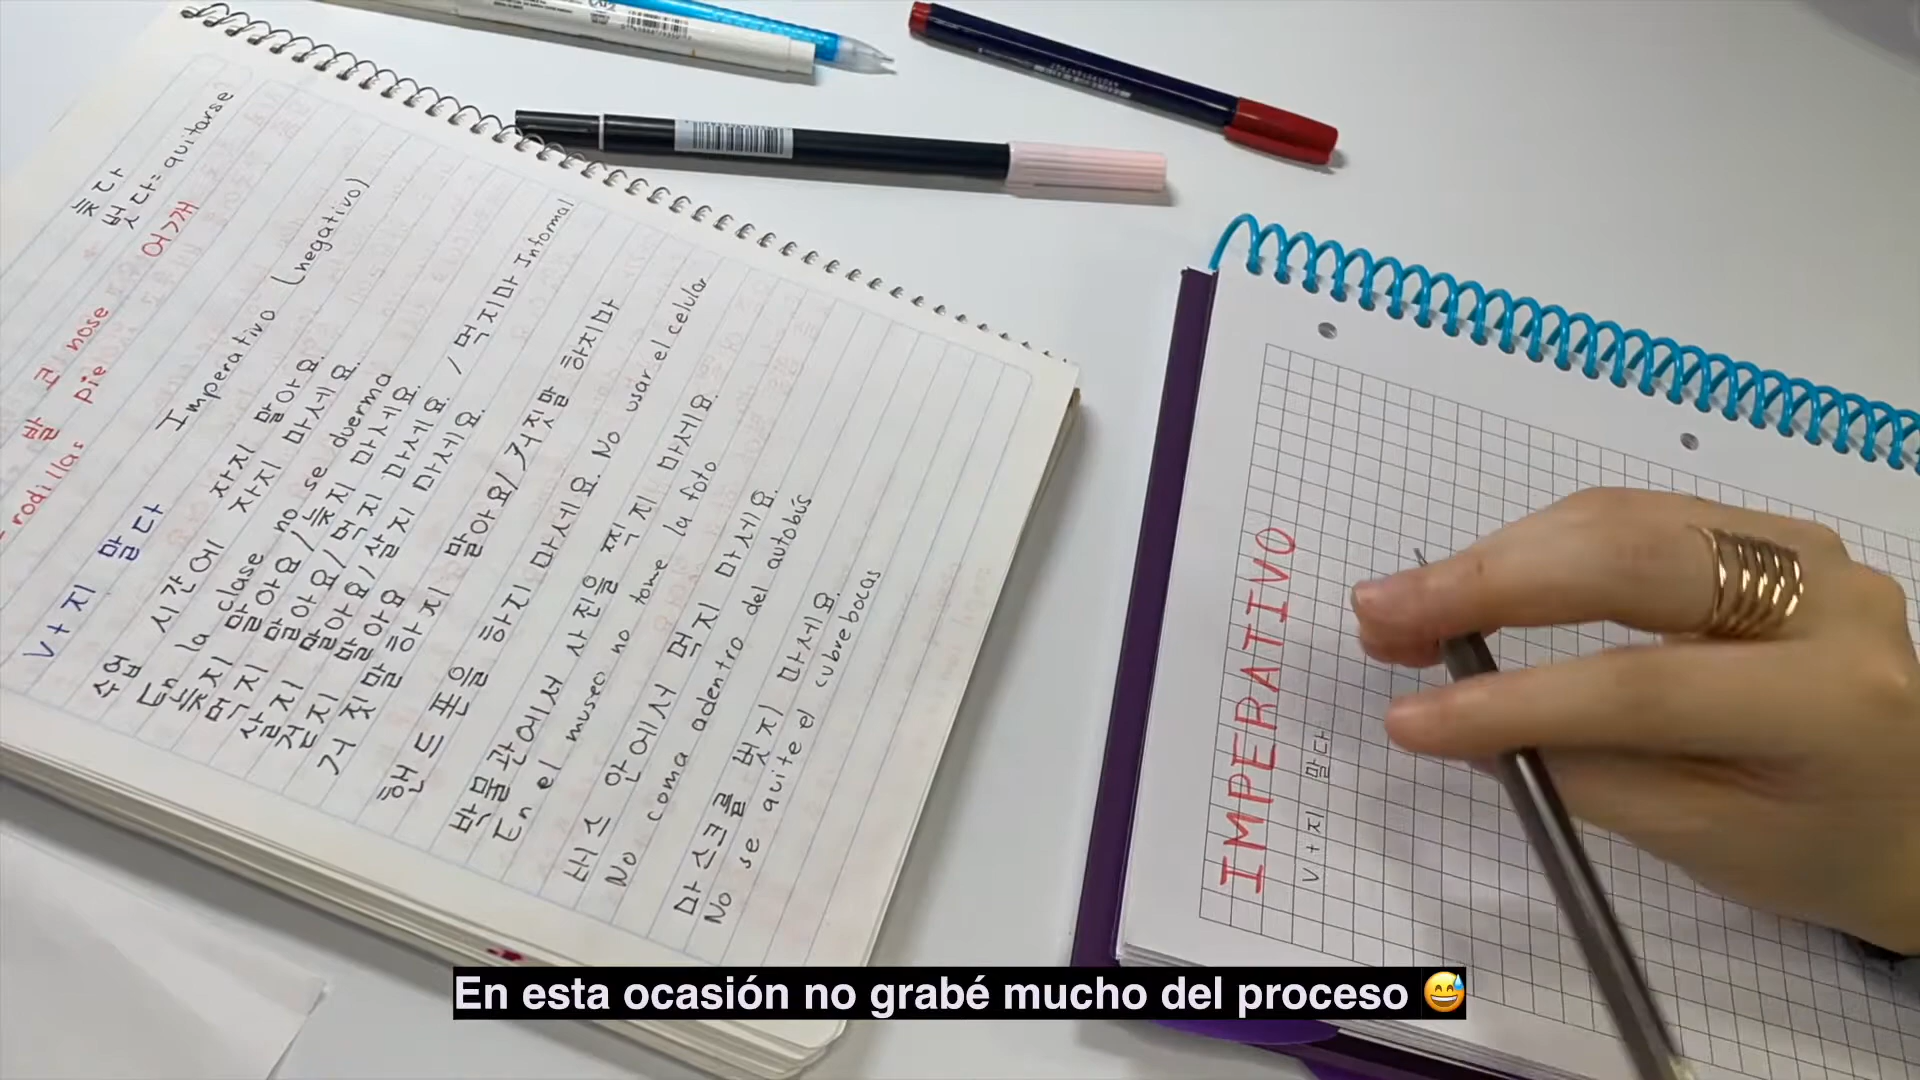 늦다
벗다= quitarse
어깨
코 nose
발 pie
rodillas
V+지 말다 Imperativo (negativo)
수업 시간에 자지 말아요.
자지 마세요.
En la clase no se duerma
늦지 말아요/늦지 마세요.
먹지 말아요/먹지 마세요. / 먹지마 Informal
살지 말아요/살지 마세요.
걷지 말아요
거짓말 하지 말아요/거짓말 하지마
핸드폰을 하지 마세요. No usar el celular
박물관에서 사진을 찍지 마세요.
En el museo no tome la foto
버스 안에서 먹지 마세요.
No coma adentro del autobús
마스크를 벗지 마세요.
No se quite el cubrebocas
IMPERATIVO
V+지 말다
En esta ocasión no grabé mucho del proceso 😅